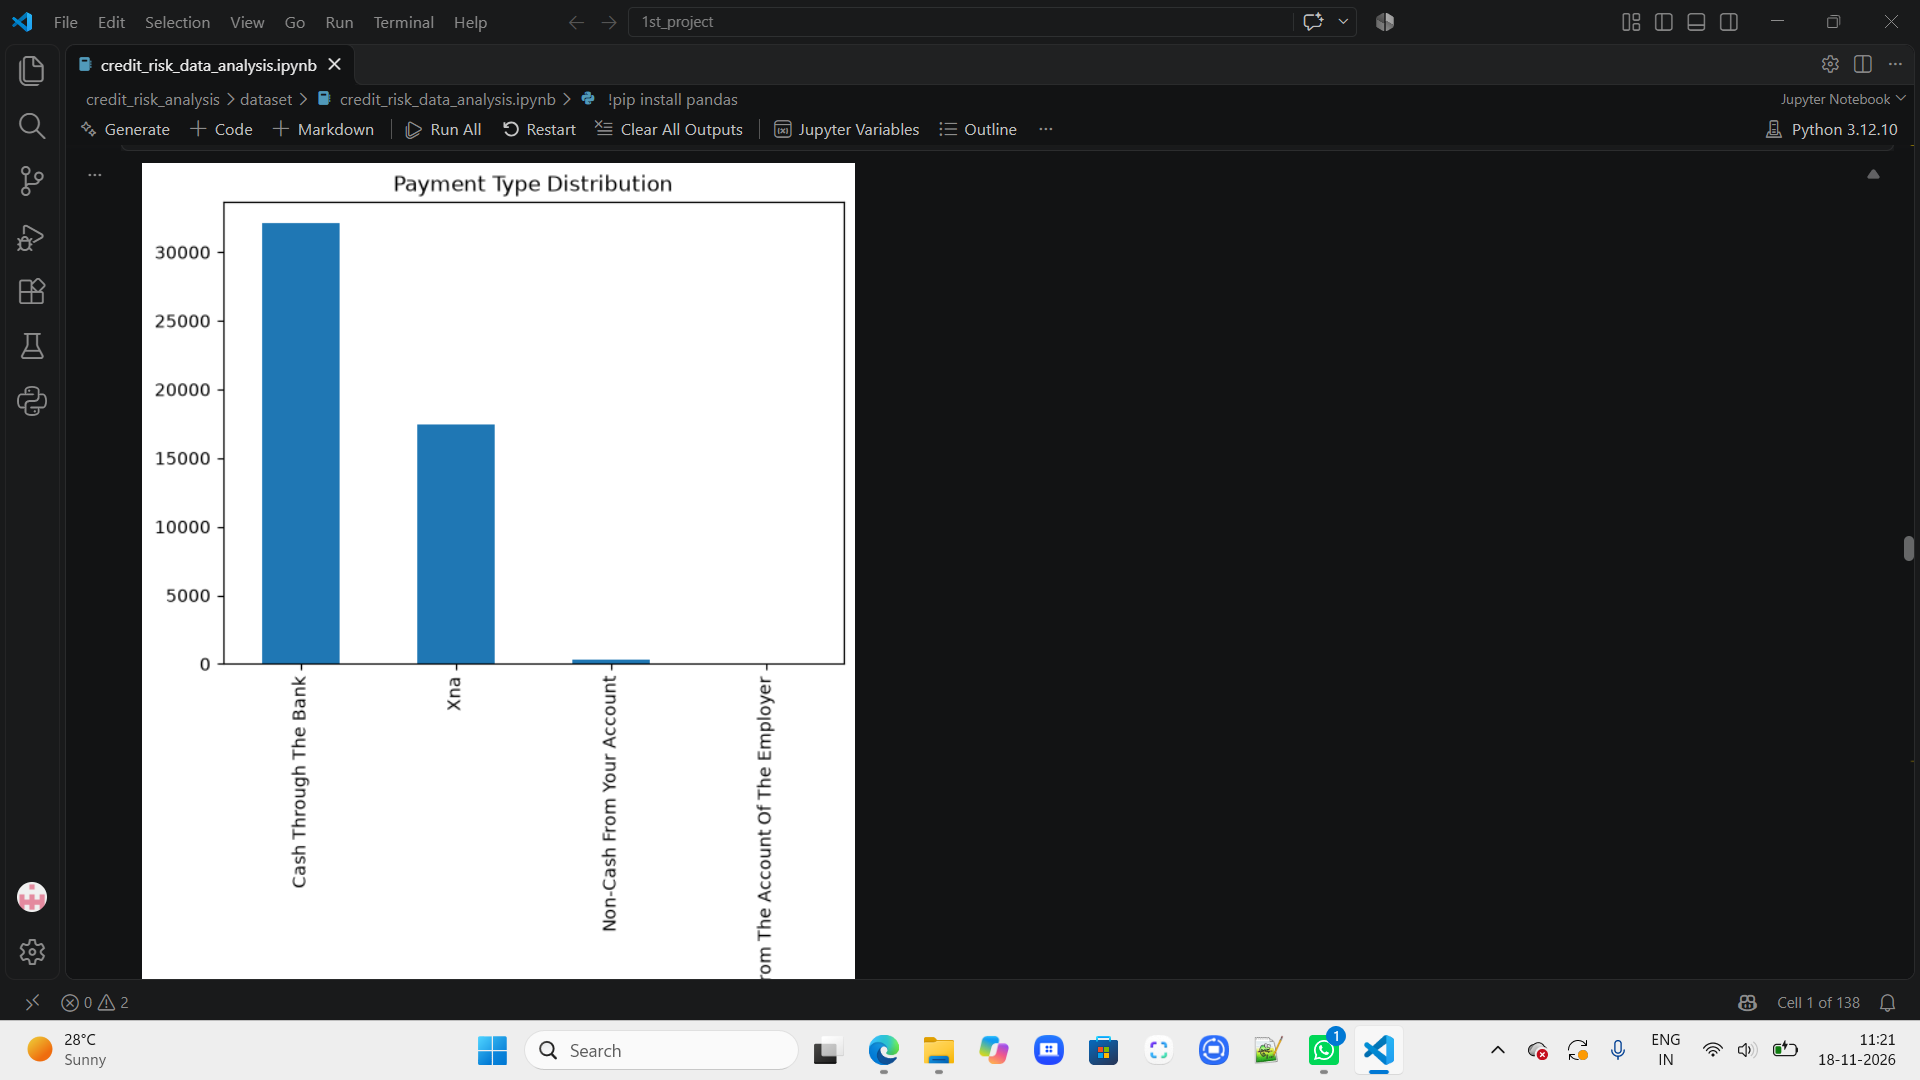 File Edit Selection View Go Run Terminal Help
1st_project
credit_risk_data_analysis.ipynb
credit_risk_analysis > dataset > credit_risk_data_analysis.ipynb > !pip install pandas
Jupyter Notebook
Generate + Code + Markdown Run All Restart Clear All Outputs Jupyter Variables Outline ...
Python 3.12.10
Payment Type Distribution
30000
25000
20000
15000
10000
5000
0
Cash Through The Bank
Xna
Non-Cash From Your Account
rom The Account Of The Employer
0 2
Cell 1 of 138
28°C
Sunny
Search
1
ENG
IN
11:21
18-11-2026